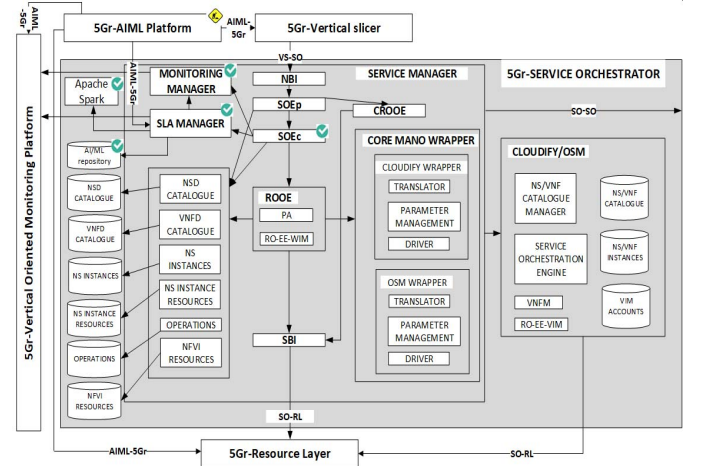 5Gr-AIML Platform
AIML-
5Gr
5Gr-Vertical slicer
AIML
-5Gr
5Gr-Vertical Oriented Monitoring Platform
AIML-5Gr
VS-SO
5Gr-SERVICE ORCHESTRATOR
SERVICE MANAGER
MONITORING
MANAGER
NBI
Apache
Spark
SOEp
CROOE
SO-SO
SLA MANAGER
SOEc
AI/ML
repository
CORE MANO WRAPPER
CLOUDIFY/OSM
CLOUDIFY WRAPPER
TRANSLATOR
PARAMETER
MANAGEMENT
DRIVER
NSD
CATALOGUE
NSD
CATALOGUE
ROOE
PA
RO-EE-WIM
NS/VNF
CATALOGUE
MANAGER
NS/VNF
CATALOGUE
VNFD
CATALOGUE
VNFD
CATALOGUE
SERVICE
ORCHESTRATION
ENGINE
NS/VNF
INSTANCES
NS INSTANCES
NS
INSTANCES
OSM WRAPPER
TRANSLATOR
PARAMETER
MANAGEMENT
DRIVER
NS INSTANCE
RESOURCES
NS INSTANCE
RESOURCES
VNFM
RO-EE-VIM
VIM
ACCOUNTS
OPERATIONS
OPERATIONS
SBI
NFVI
RESOURCES
NFVI
RESOURCES
SO-RL
AIML-5Gr
5Gr-Resource Layer
SO-RL